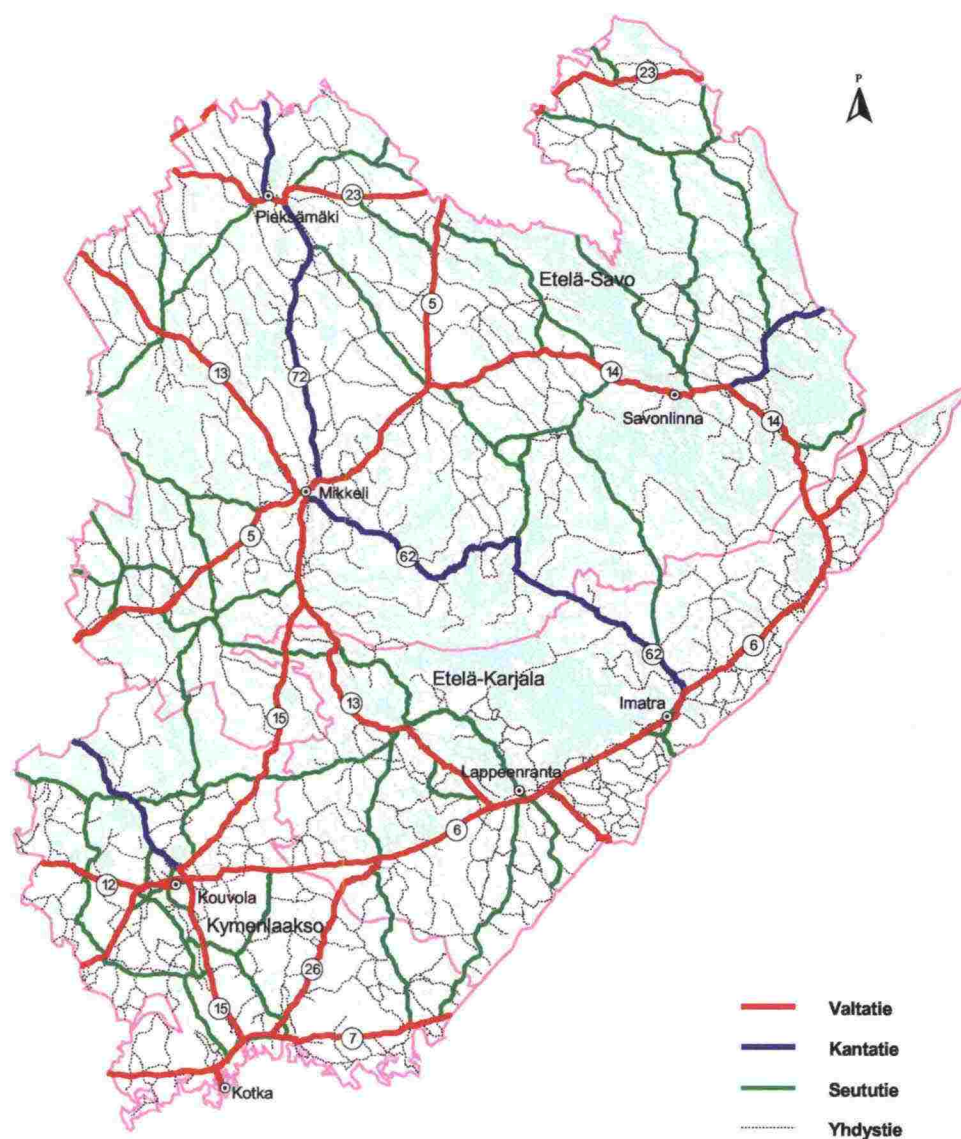 23
P
Pieksämäki
23
Etelä-Savo
5
13
72
14
Savonlinna
14
Mikkeli
5
62
62
6
Etelä-Karjala
15
13
Imatra
Lappeenranta
6
12
Kouvola
Kymenlaakso
26
15
7
Kotka
Valtatie
Kantatie
Seututie
Yhdystie